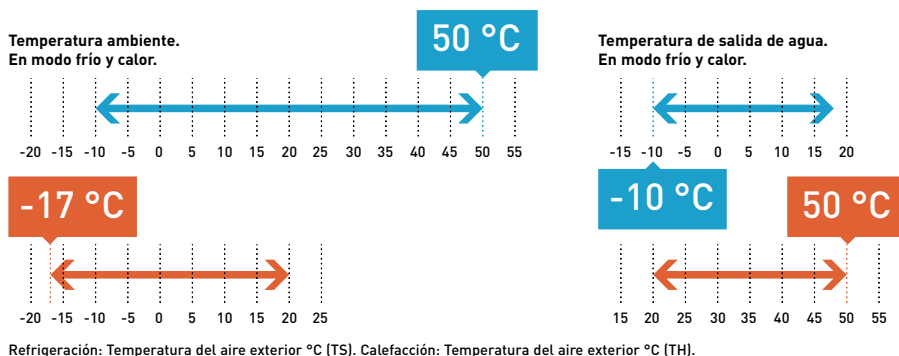 Temperatura ambiente.
En modo frío y calor.
50 °C
-20 -15 -10 -5 0 5 10 15 20 25 30 35 40 45 50 55
-17 °C
-20 -15 -10 -5 0 5 10 15 20 25
Temperatura de salida de agua.
En modo frío y calor.
-15 -10 -5 0 5 10 15 20
-10 °C
50 °C
15 20 25 30 35 40 45 50 55
Refrigeración: Temperatura del aire exterior °C (TS). Calefacción: Temperatura del aire exterior °C (TH).